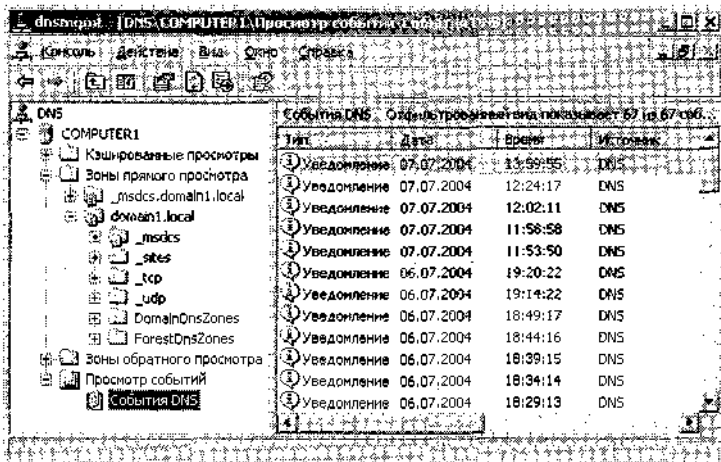 dnsmgmt - [DNS\COMPUTER1\Просмотр событий\События DNS]
Консоль Действие Вид Окно Справка
DNS
COMPUTER1
Кэшированные просмотры
Зоны прямого просмотра
_msdcs.domain1.local
domain1.local
_msdcs
_sites
_tcp
_udp
DomainDnsZones
ForestDnsZones
Зоны обратного просмотра
Просмотр событий
События DNS
События DNS Отфильтрованный вид показывает 67 из 67 соб...
Тип Дата Время Источник
Уведомление 07.07.2004 13:59:55 DNS
Уведомление 07.07.2004 12:24:17 DNS
Уведомление 07.07.2004 12:02:11 DNS
Уведомление 07.07.2004 11:58:58 DNS
Уведомление 07.07.2004 11:53:50 DNS
Уведомление 06.07.2004 19:20:22 DNS
Уведомление 06.07.2004 19:14:22 DNS
Уведомление 06.07.2004 18:49:17 DNS
Уведомление 06.07.2004 18:44:16 DNS
Уведомление 06.07.2004 18:39:15 DNS
Уведомление 06.07.2004 18:34:14 DNS
Уведомление 06.07.2004 18:29:13 DNS